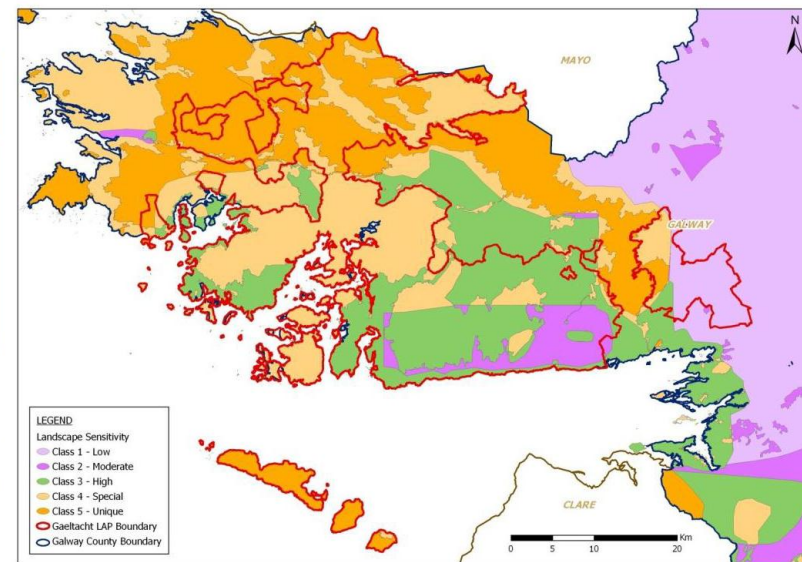 N
MAYO
GALWAY
CLARE
LEGEND
Landscape Sensitivity
Class 1 - Low
Class 2 - Moderate
Class 3 - High
Class 4 - Special
Class 5 - Unique
Gaeltacht LAP Boundary
Galway County Boundary
Km
0 5 10 20